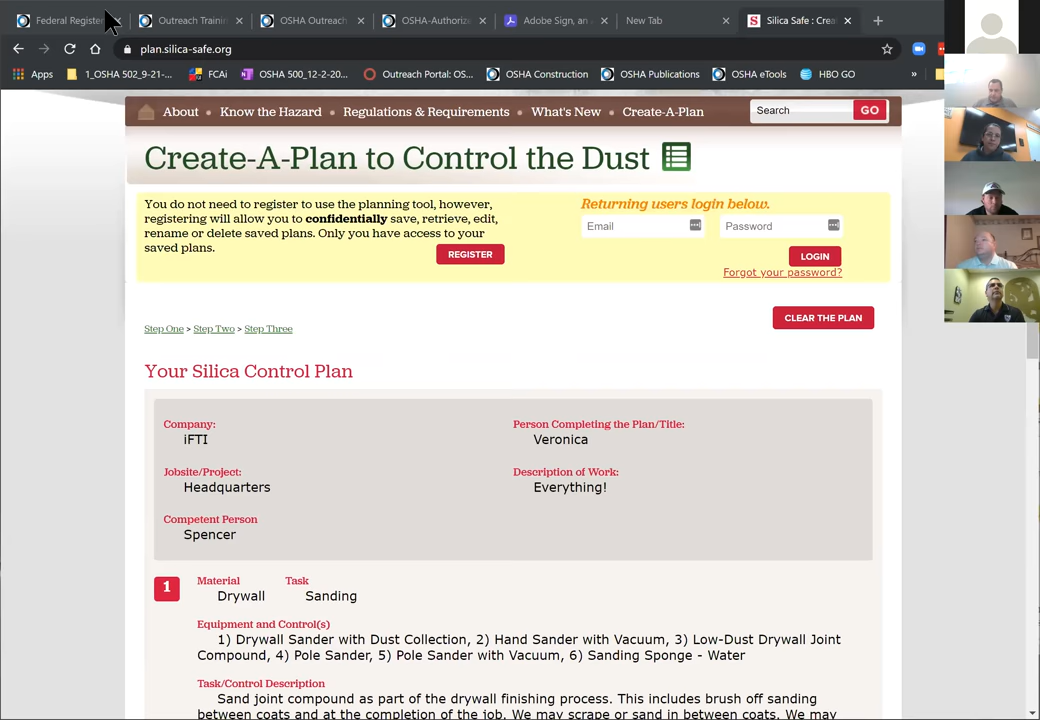 Federal Register
Outreach Trainin
OSHA Outreach
OSHA-Authoriz
Adobe Sign, an
New Tab
Silica Safe : Crea
plan.silica-safe.org
Apps
1_OSHA 502_9-21-...
FCAi
OSHA 500_12-2-20...
Outreach Portal: OS...
OSHA Construction
OSHA Publications
OSHA eTools
HBO GO
»
About • Know the Hazard • Regulations & Requirements • What's New • Create-A-Plan
Search
GO
Create-A-Plan to Control the Dust
You do not need to register to use the planning tool, however,
registering will allow you to confidentially save, retrieve, edit,
rename or delete saved plans. Only you have access to your
saved plans.
REGISTER
Returning users login below.
Email
Password
LOGIN
Forgot your password?
CLEAR THE PLAN
Step One > Step Two > Step Three
Your Silica Control Plan
Company:
iFTI
Person Completing the Plan/Title:
Veronica
Jobsite/Project:
Headquarters
Description of Work:
Everything!
Competent Person
Spencer
1
Material
Drywall
Task
Sanding
Equipment and Control(s)
1) Drywall Sander with Dust Collection, 2) Hand Sander with Vacuum, 3) Low-Dust Drywall Joint
Compound, 4) Pole Sander, 5) Pole Sander with Vacuum, 6) Sanding Sponge - Water
Task/Control Description
Sand joint compound as part of the drywall finishing process. This includes brush off sanding
between coats and at the completion of the job. We may scrape or sand in between coats. We may